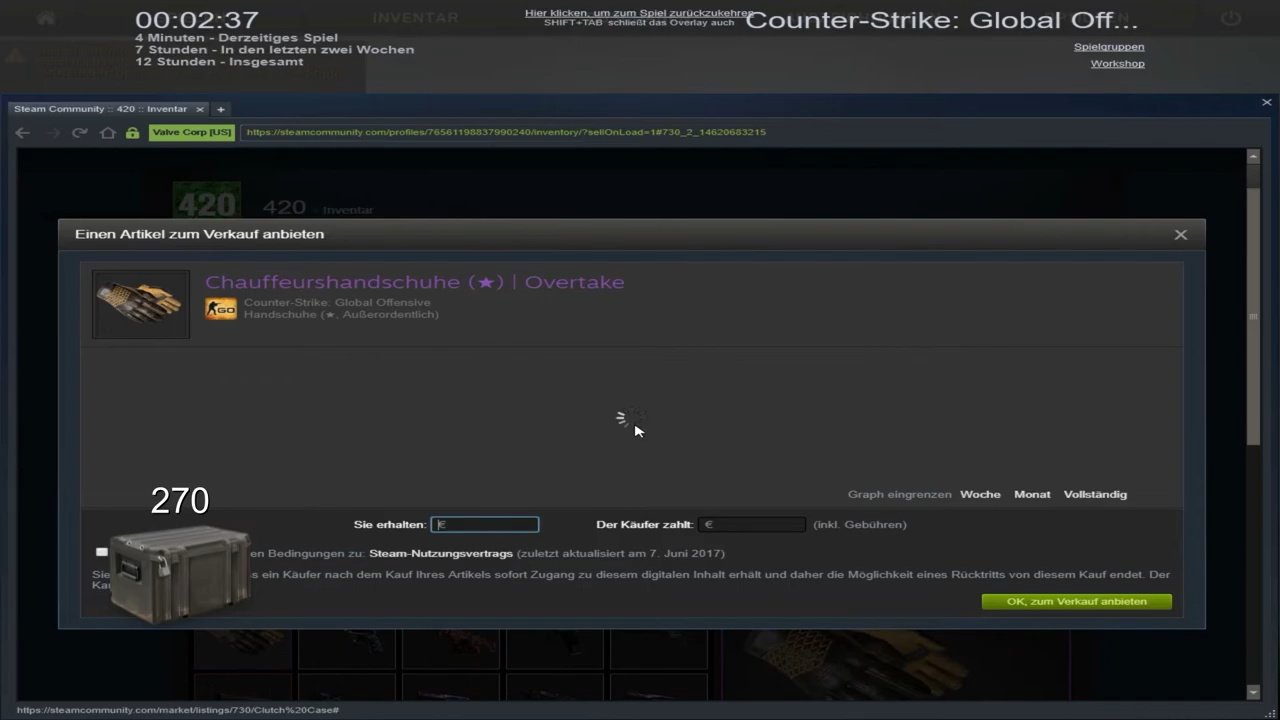 INVENTAR
00:02:37
4 Minuten - Derzeitiges Spiel
7 Stunden - In den letzten zwei Wochen
12 Stunden - Insgesamt
Hier klicken, um zum Spiel zurückzukehren
SHIFT+TAB schließt das Overlay auch
Counter-Strike: Global Off...
Spielgruppen
Workshop
Steam Community :: 420 :: Inventar
Valve Corp [US]
https://steamcommunity.com/profiles/76561198837990240/inventory/?sellOnLoad=1#730_2_14620683215
420
420 » Inventar
Einen Artikel zum Verkauf anbieten
Chauffeurshandschuhe (★) | Overtake
GO
Counter-Strike: Global Offensive
Handschuhe (★, Außerordentlich)
Graph eingrenzen Woche Monat Vollständig
270
Sie erhalten: €
Der Käufer zahlt: € (inkl. Gebühren)
en Bedingungen zu: Steam-Nutzungsvertrags (zuletzt aktualisiert am 7. Juni 2017)
Sie s ein Käufer nach dem Kauf Ihres Artikels sofort Zugang zu diesem digitalen Inhalt erhält und daher die Möglichkeit eines Rücktritts von diesem Kauf endet. Der
Kau
OK, zum Verkauf anbieten
https://steamcommunity.com/market/listings/730/Clutch%20Case#